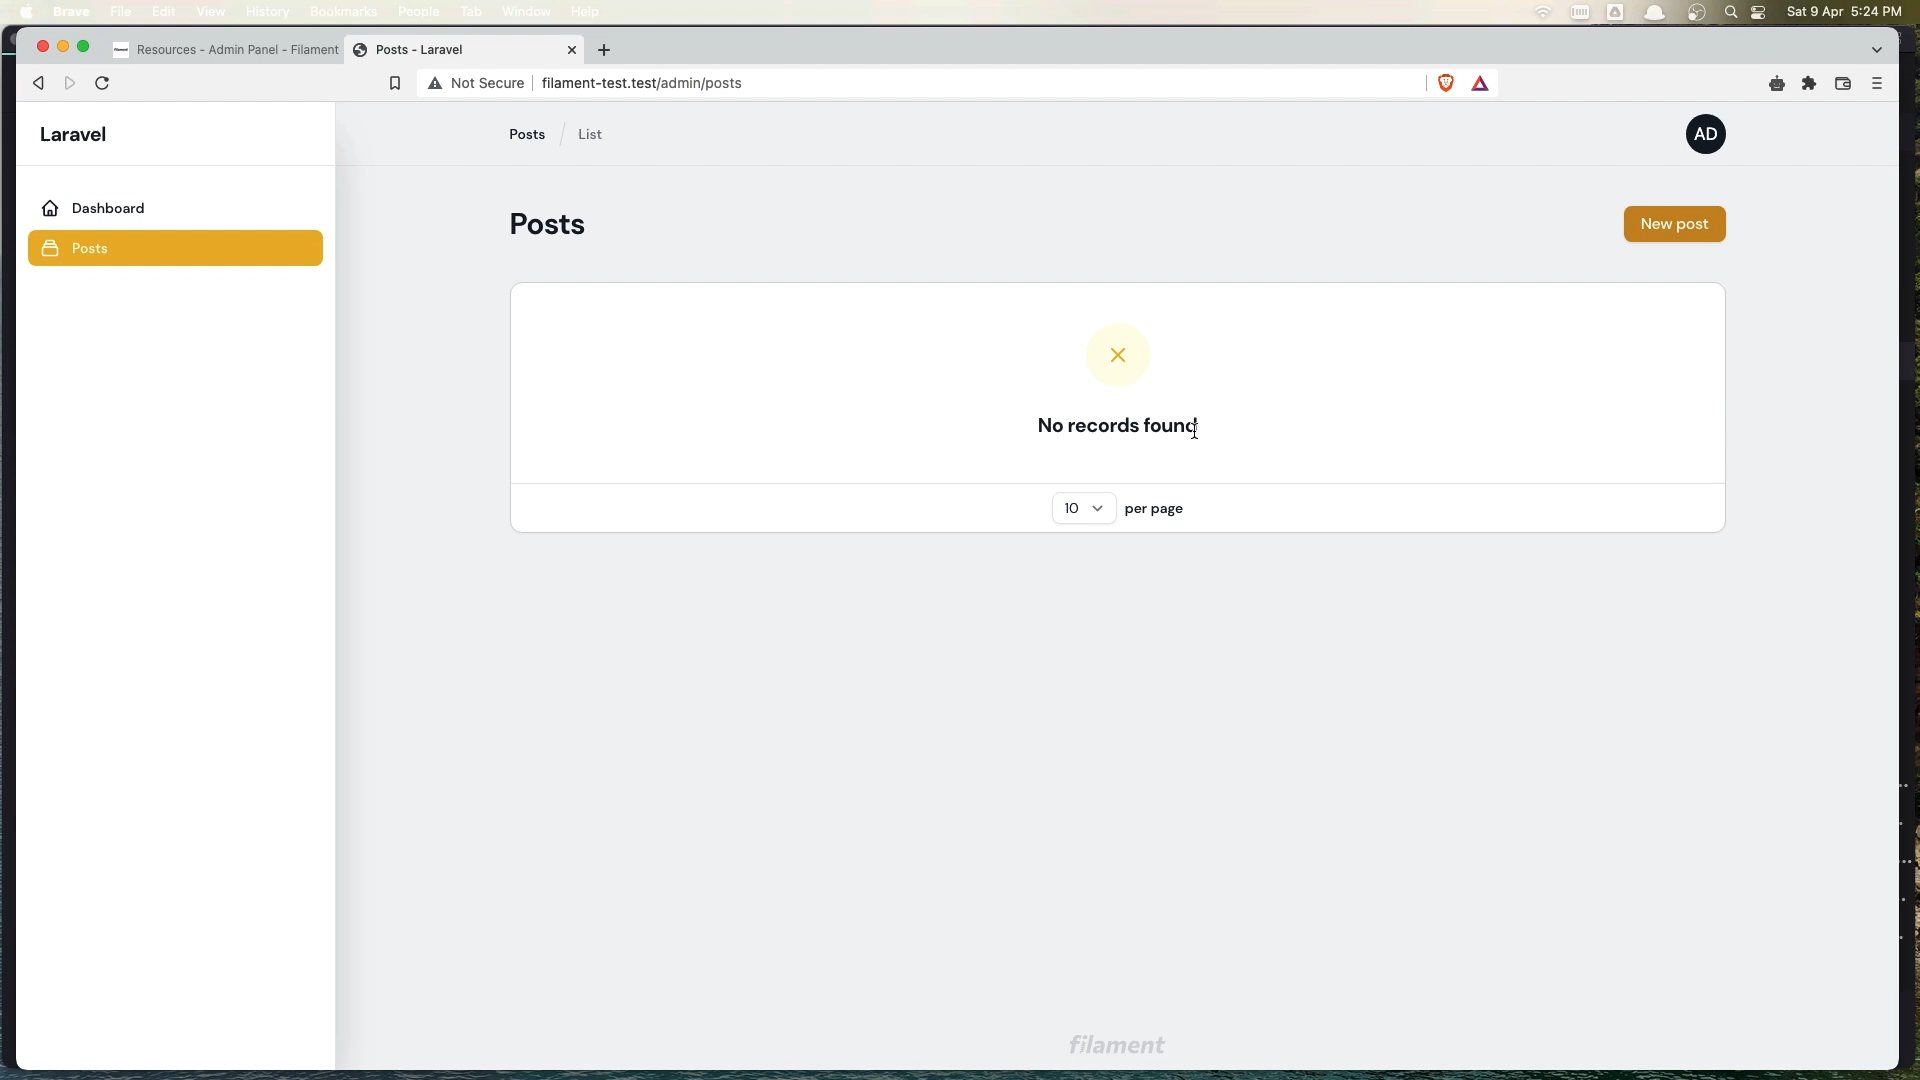 Brave File Edit View History Bookmarks People Tab Window Help Sat 9 Apr 5:24 PM
Resources - Admin Panel - Filament Posts - Laravel
Not Secure filament-test.test/admin/posts
Laravel
Posts List
AD
Dashboard
Posts
Posts
New post
No records found
10 per page
filament